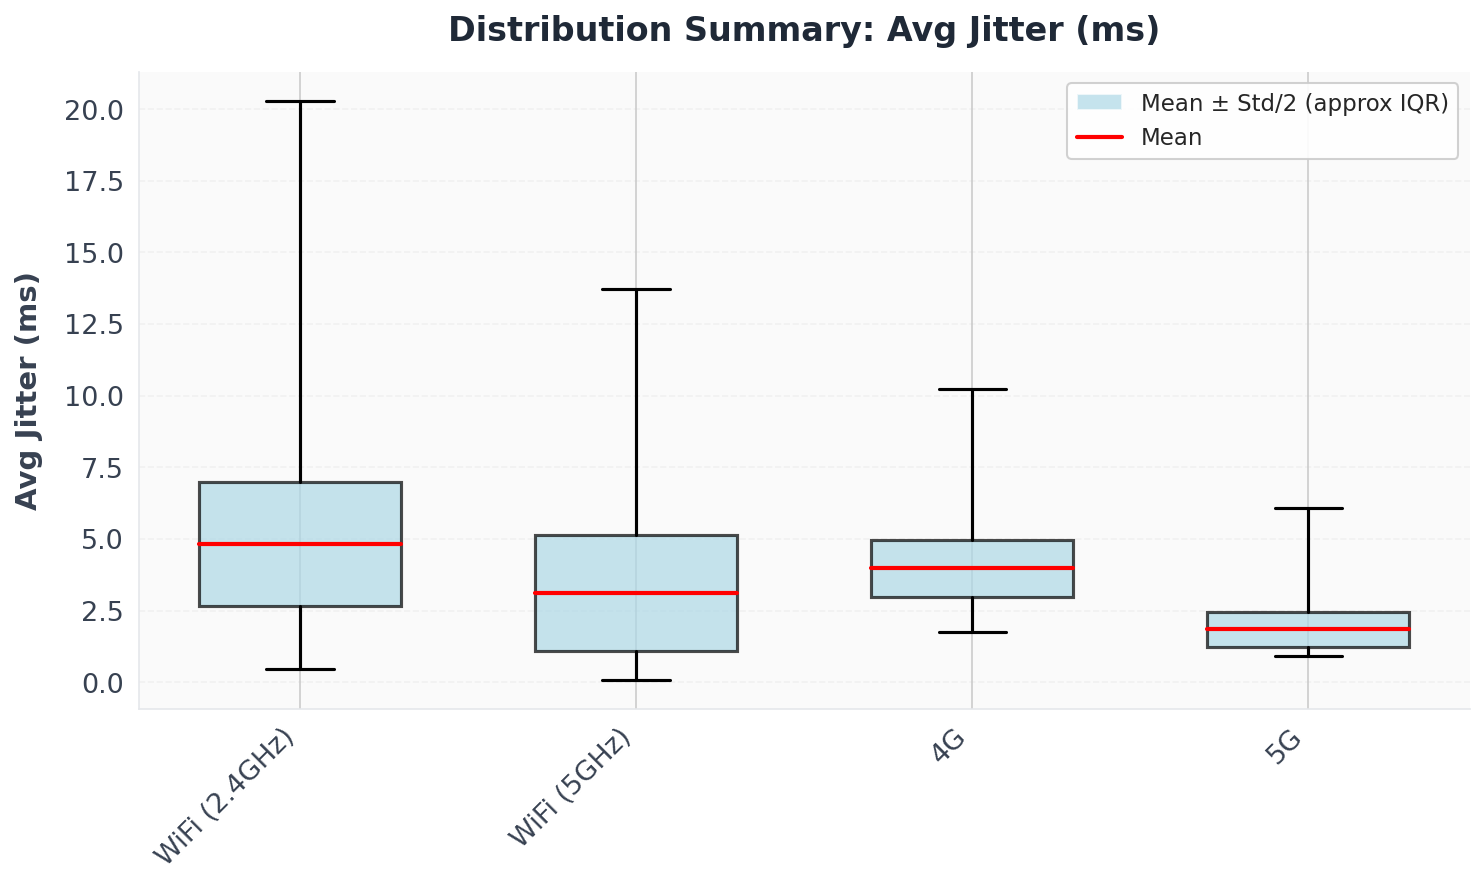 Distribution Summary: Avg Jitter (ms)
Mean ± Std/2 (approx IQR)
Mean
Avg Jitter (ms)
20.0
17.5
15.0
12.5
10.0
7.5
5.0
2.5
0.0
WiFi (2.4GHz)
WiFi (5GHz)
4G
5G